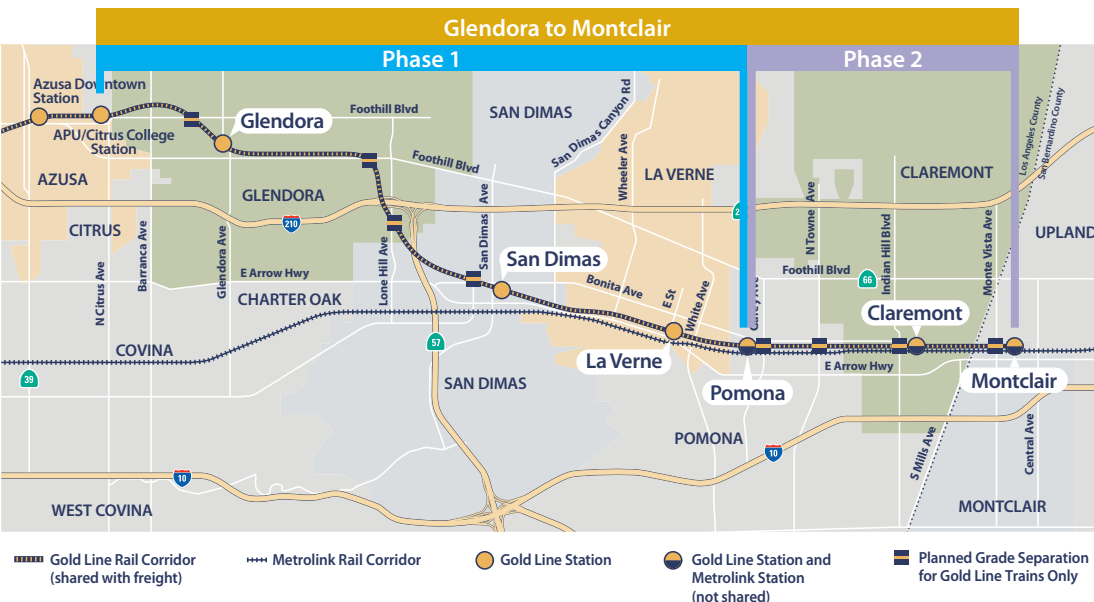 Glendora to Montclair
Phase 1
Phase 2
Azusa Downtown
Station
APU/Citrus College
Station
Glendora
Foothill Blvd
SAN DIMAS
San Dimas Canyon Rd
Wheeler Ave
LA VERNE
CLAREMONT
Los Angeles County
San Bernardino County
AZUSA
GLENDORA
Foothill Blvd
210
CITRUS
UPLAND
N Citrus Ave
Barranca Ave
Glendora Ave
Lone Hill Ave
San Dimas Ave
N Towne Ave
Indian Hill Blvd
Monte Vista Ave
E Arrow Hwy
San Dimas
Bonita Ave
E St
White Ave
Foothill Blvd
66
CHARTER OAK
Claremont
COVINA
57
La Verne
E Arrow Hwy
39
SAN DIMAS
Pomona
Montclair
POMONA
10
10
S Mills Ave
Central Ave
WEST COVINA
MONTCLAIR
Gold Line Rail Corridor
(shared with freight)
Metrolink Rail Corridor
Gold Line Station
Gold Line Station and
Metrolink Station
(not shared)
Planned Grade Separation
for Gold Line Trains Only